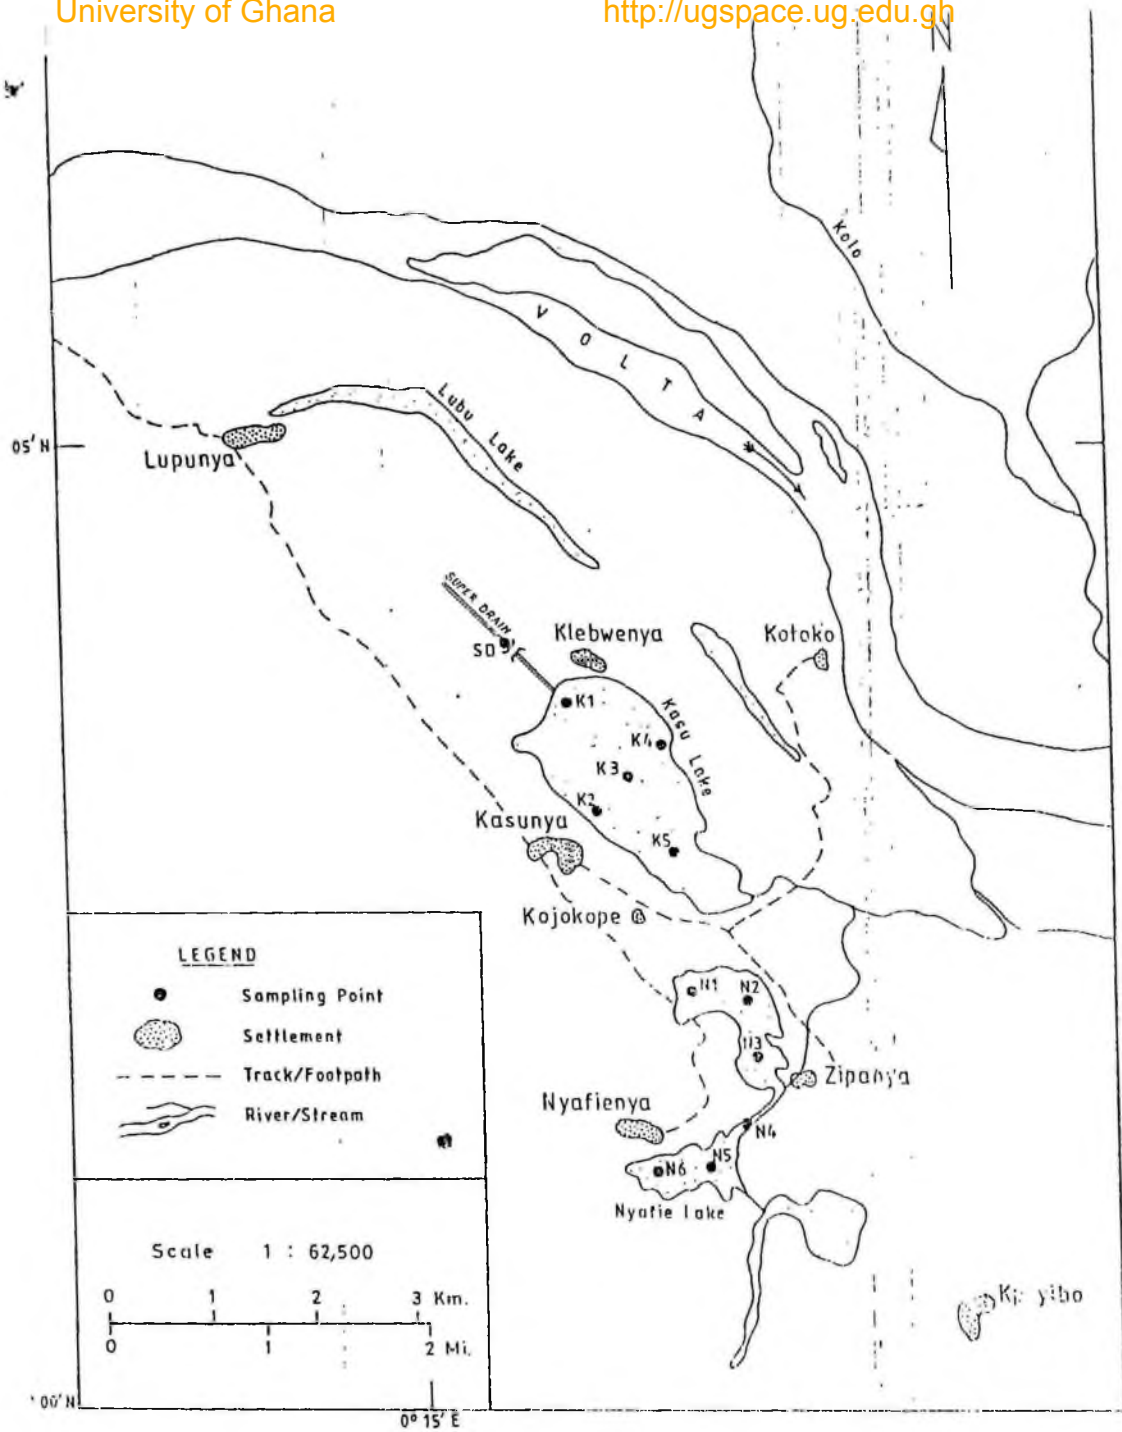 University of Ghana
http://ugspace.ug.edu.gh
N
Kolo
VOLTA
Lubu Lake
05'N
Lupunya
SUPER DRAIN
SD
Klebwenya
Kotoko
K1
Kasu Lake
K4
K3
K2
Kasunya
K5
Kojokope
LEGEND
Sampling Point
Settlement
Track/Footpath
River/Stream
N1
N2
N3
Zipanya
Nyafienya
N4
N5
N6
Nyafie Lake
Scale 1 : 62,500
0 1 2 3 Km.
0 1 2 Mi.
00'N
0° 15' E